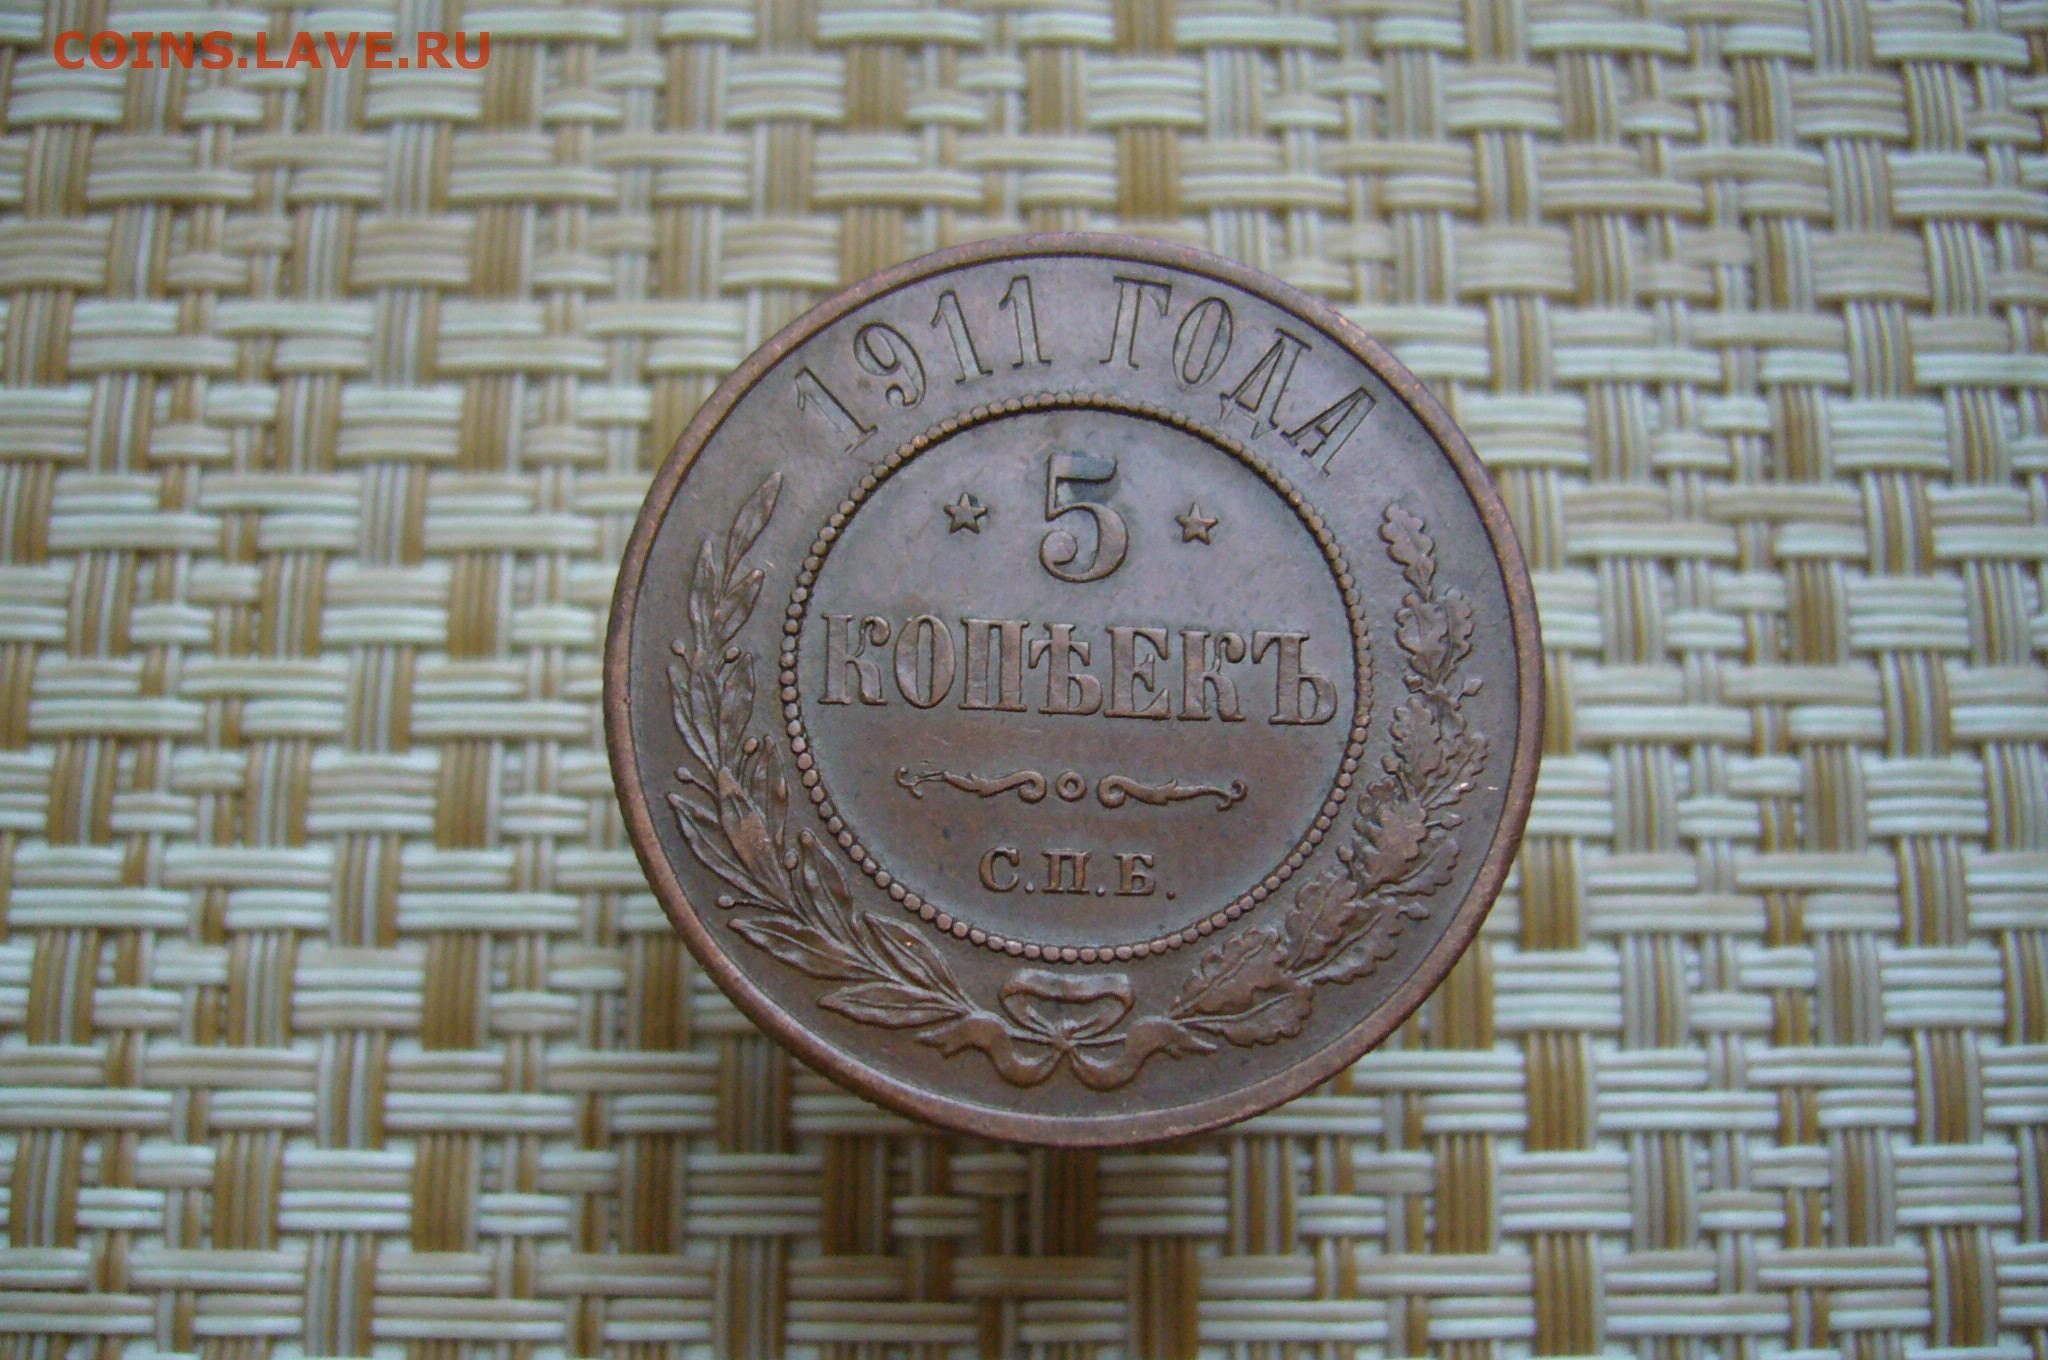 COINS.LAVE.RU
1911 ГОДА
5
КОПѢЕКЪ
С.П.Б.